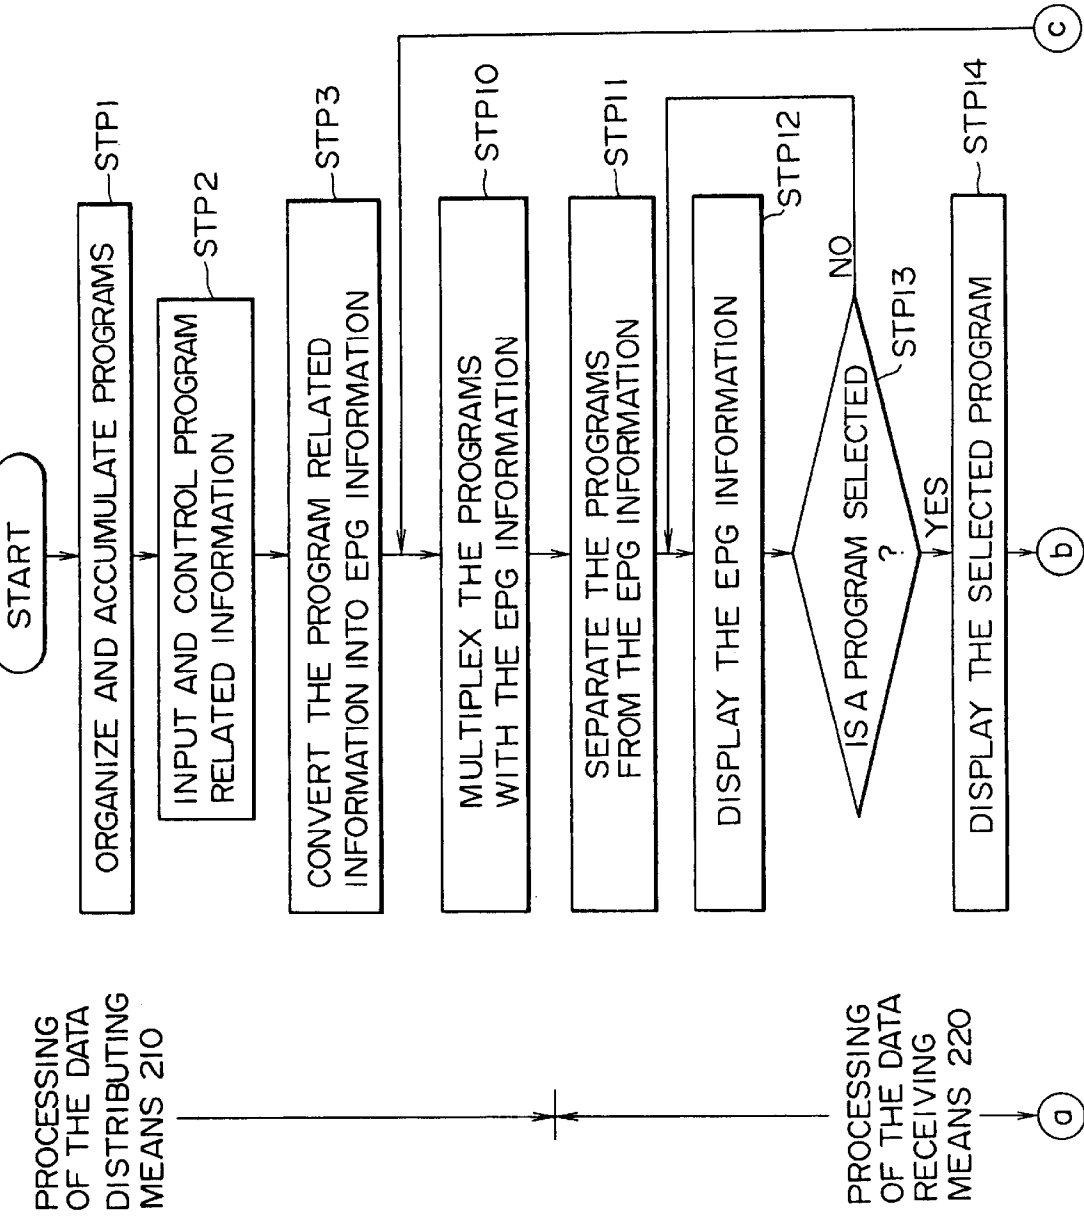 START
ORGANIZE AND ACCUMULATE PROGRAMS
STP1
INPUT AND CONTROL PROGRAM
RELATED INFORMATION
STP2
CONVERT THE PROGRAM RELATED
INFORMATION INTO EPG INFORMATION
STP3
MULTIPLEX THE PROGRAMS
WITH THE EPG INFORMATION
STP10
SEPARATE THE PROGRAMS
FROM THE EPG INFORMATION
STP11
DISPLAY THE EPG INFORMATION
STP12
IS A PROGRAM SELECTED
?
STP13
NO
YES
DISPLAY THE SELECTED PROGRAM
STP14
b
c
PROCESSING
OF THE DATA
DISTRIBUTING
MEANS 210
PROCESSING
OF THE DATA
RECEIVING
MEANS 220
a